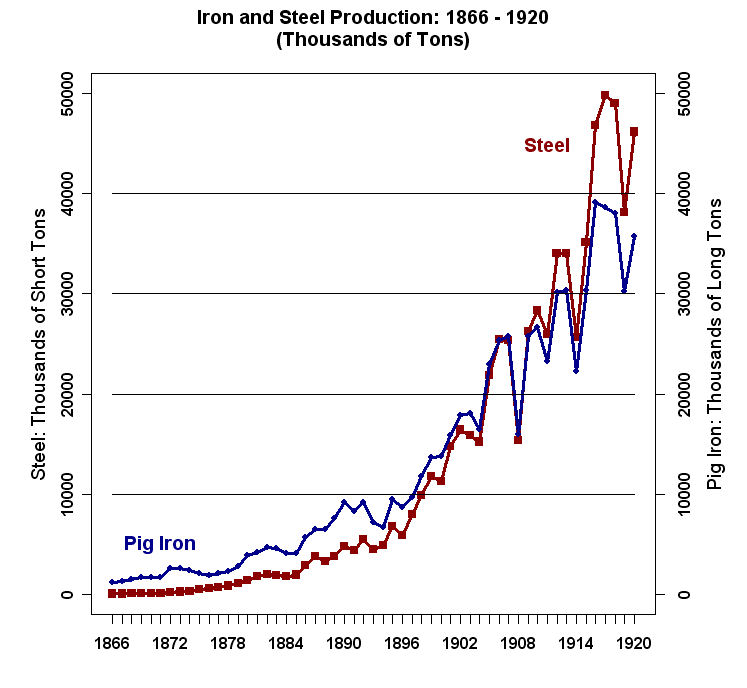 Iron and Steel Production: 1866 - 1920
(Thousands of Tons)
Steel: Thousands of Short Tons
50000
40000
30000
20000
10000
0
Steel
Pig Iron
50000
40000
30000
20000
10000
0
Pig Iron: Thousands of Long Tons
1866 1872 1878 1884 1890 1896 1902 1908 1914 1920